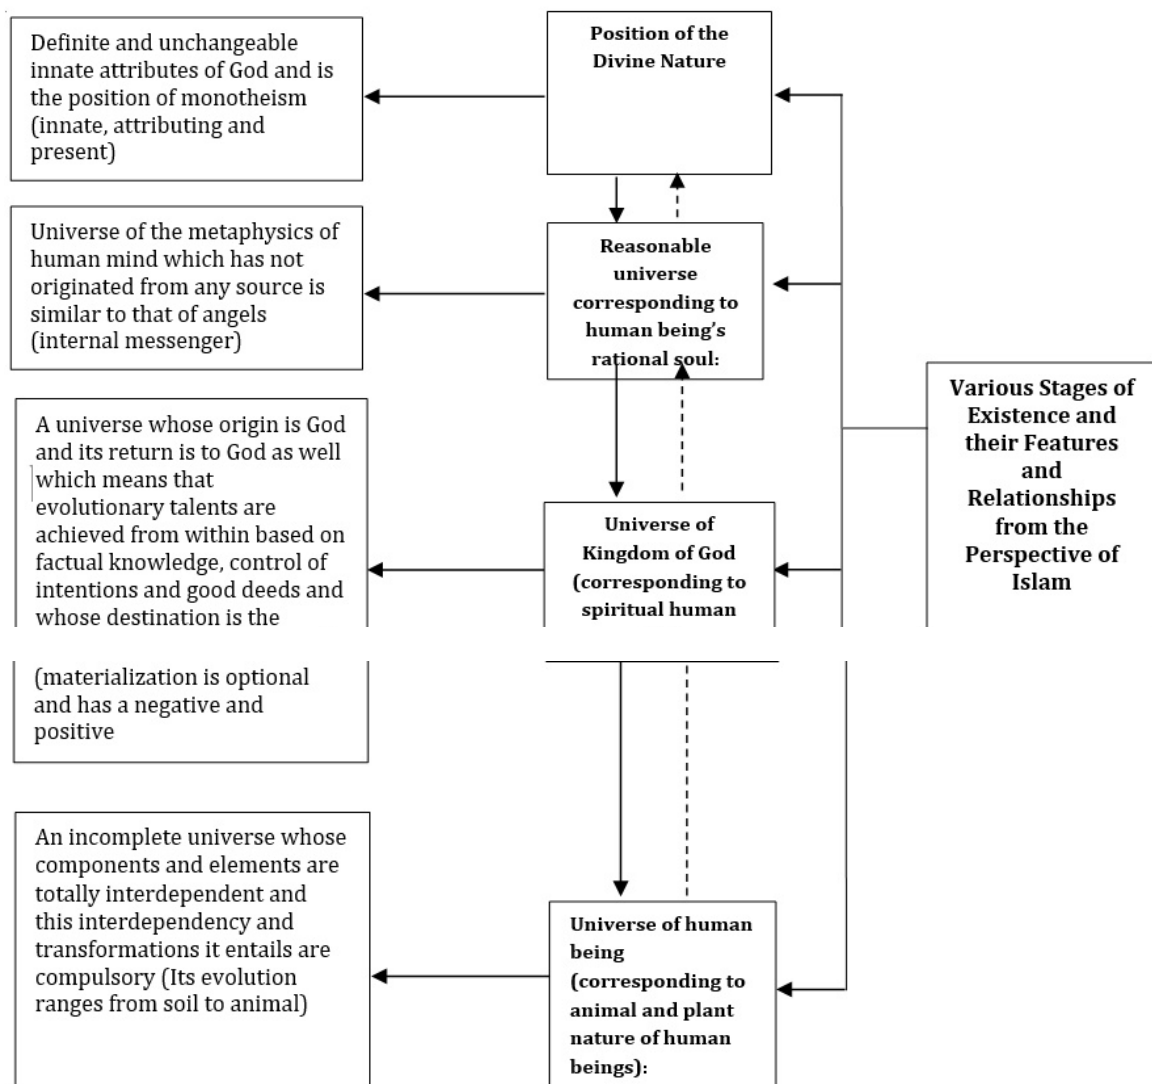 Definite and unchangeable
innate attributes of God and is
the position of monotheism
(innate, attributing and
present)
Position of the
Divine Nature
Universe of the metaphysics of
human mind which has not
originated from any source is
similar to that of angels
(internal messenger)
Reasonable
universe
corresponding to
human being's
rational soul:
A universe whose origin is God
and its return is to God as well
which means that
evolutionary talents are
achieved from within based on
factual knowledge, control of
intentions and good deeds and
whose destination is the
(materialization is optional
and has a negative and
positive
Universe of
Kingdom of God
(corresponding to
spiritual human
Various Stages of
Existence and
their Features
and
Relationships
from the
Perspective of
Islam
An incomplete universe whose
components and elements are
totally interdependent and
this interdependency and
transformations it entails are
compulsory (Its evolution
ranges from soil to animal)
Universe of human
being
(corresponding to
animal and plant
nature of human
beings):